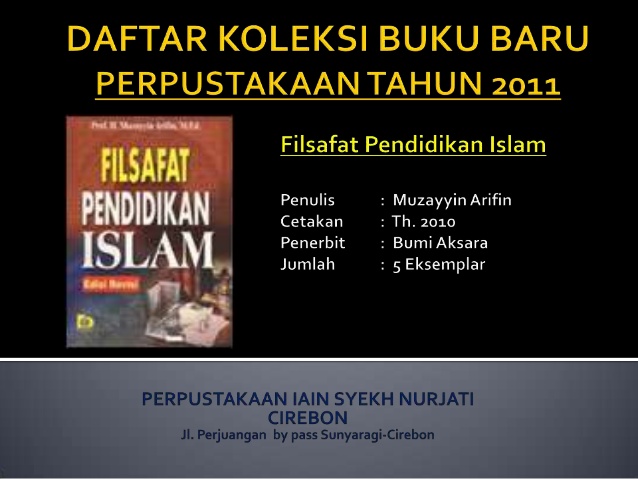 DAFTAR KOLEKSI BUKU BARU
PERPUSTAKAAN TAHUN 2011
Prof. H. Muzayyin Arifin, M.Ed.
FILSAFAT
PENDIDIKAN
ISLAM
Edisi Revisi
Filsafat Pendidikan Islam
Penulis : Muzayyin Arifin
Cetakan : Th. 2010
Penerbit : Bumi Aksara
Jumlah : 5 Eksemplar
PERPUSTAKAAN IAIN SYEKH NURJATI
CIREBON
Jl. Perjuangan by pass Sunyaragi-Cirebon